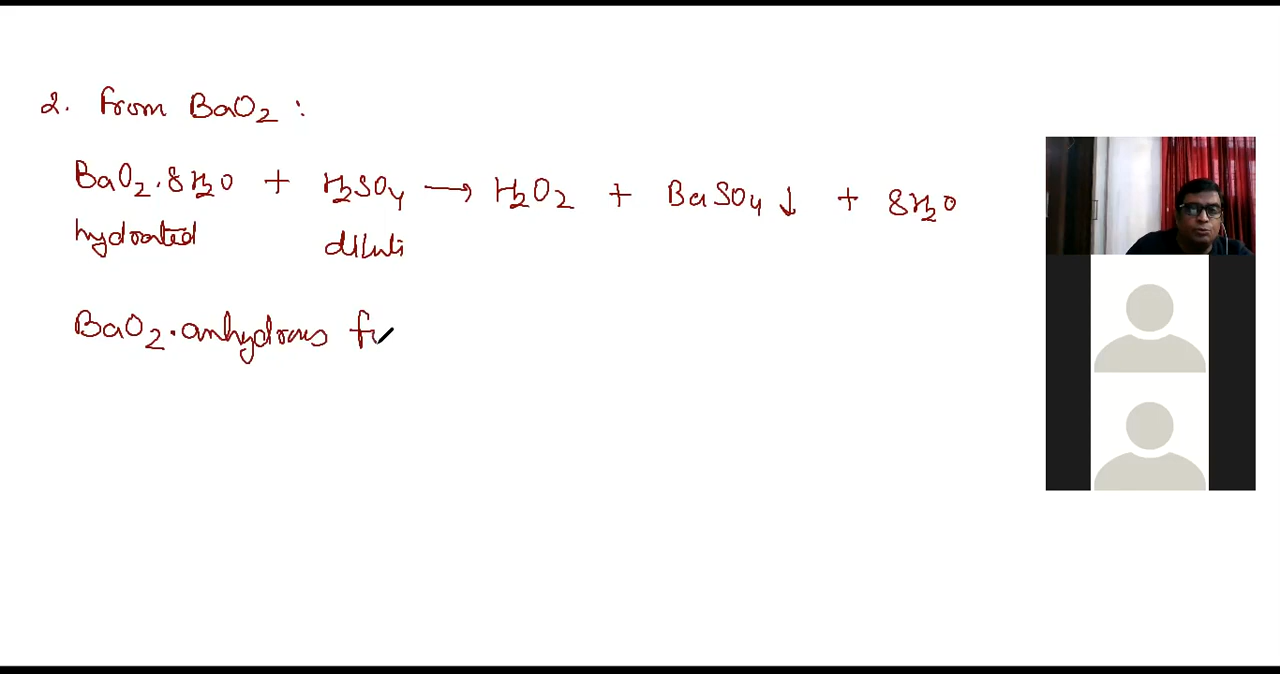 2. From BaO2 :
BaO2.8H2O + H2SO4 → H2O2 + BaSO4↓ + 8H2O
hydrated dilute
BaO2.anhydrous